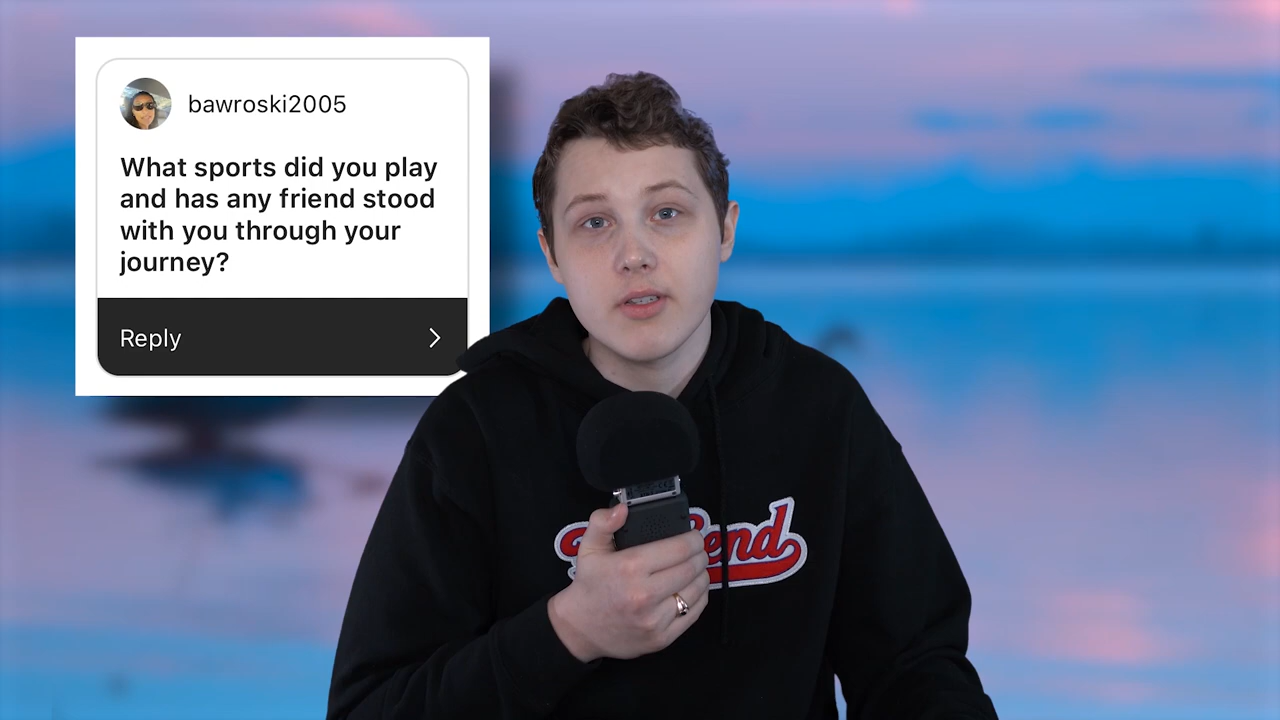 bawroski2005
What sports did you play
and has any friend stood
with you through your
journey?
Reply